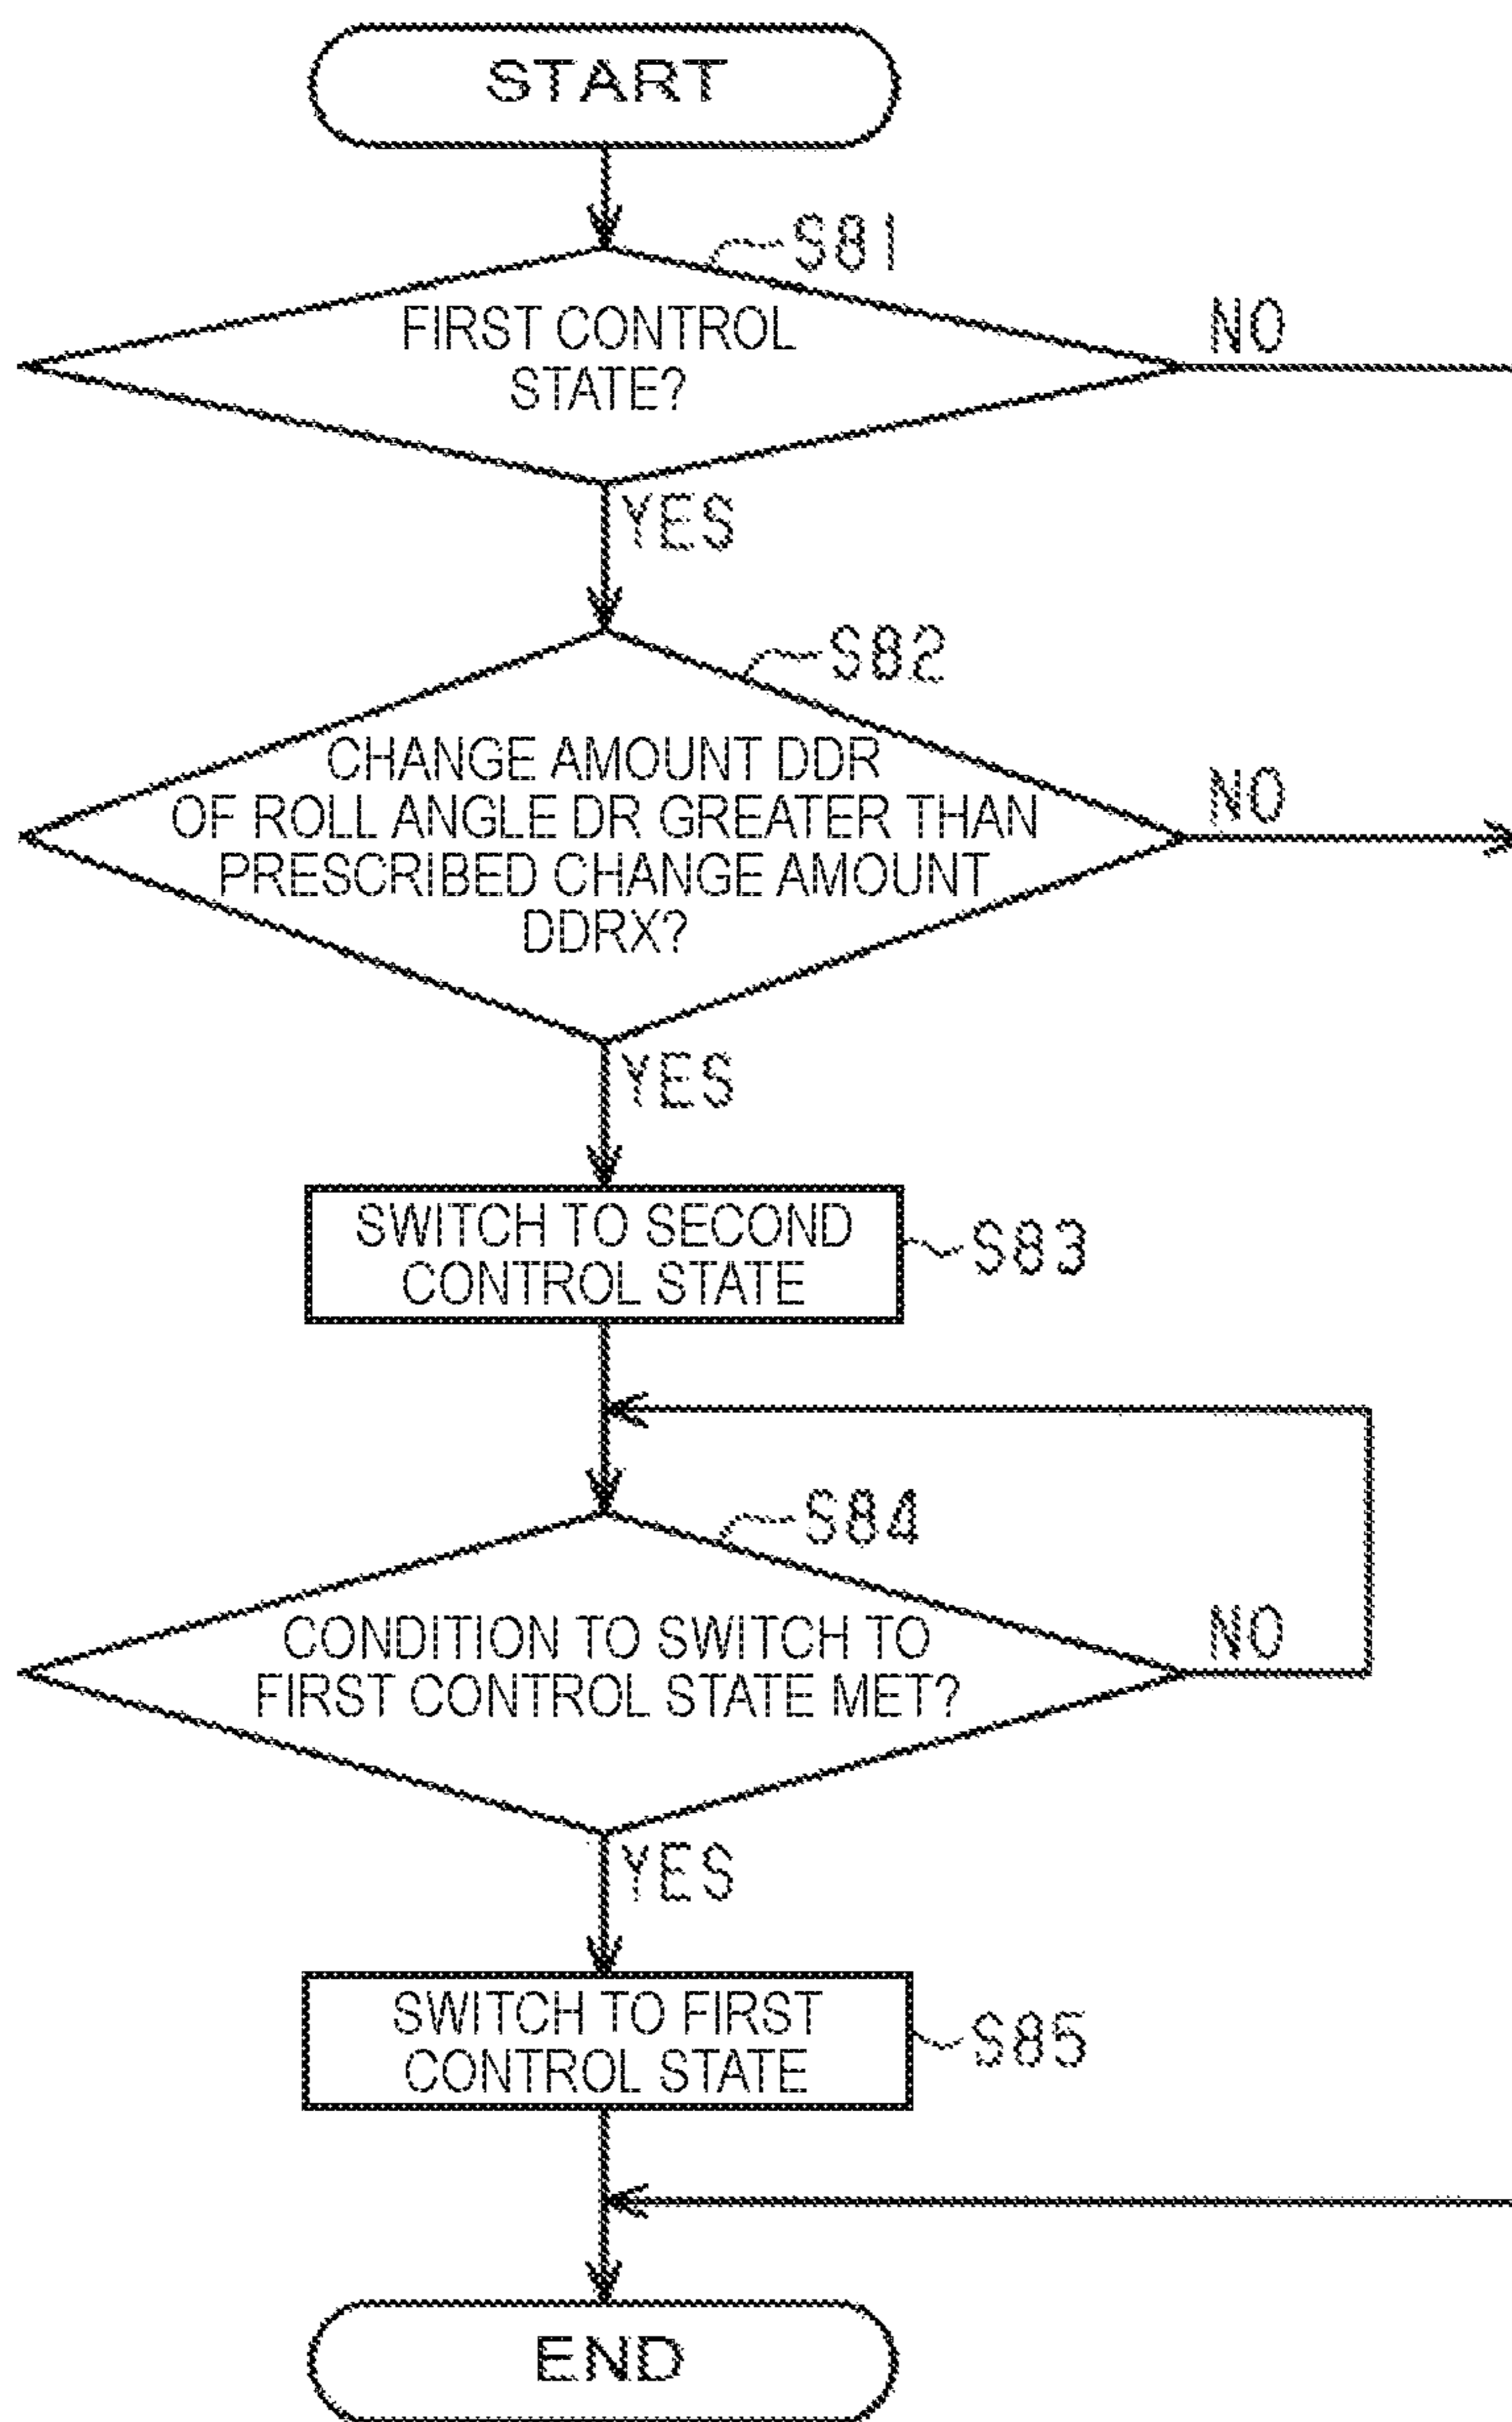 START
S81
FIRST CONTROL
STATE?
NO
YES
S82
CHANGE AMOUNT DDR
OF ROLL ANGLE DR GREATER THAN
PRESCRIBED CHANGE AMOUNT
DDRX?
NO
YES
SWITCH TO SECOND
CONTROL STATE
S83
S84
CONDITION TO SWITCH TO
FIRST CONTROL STATE MET?
NO
YES
SWITCH TO FIRST
CONTROL STATE
S85
END